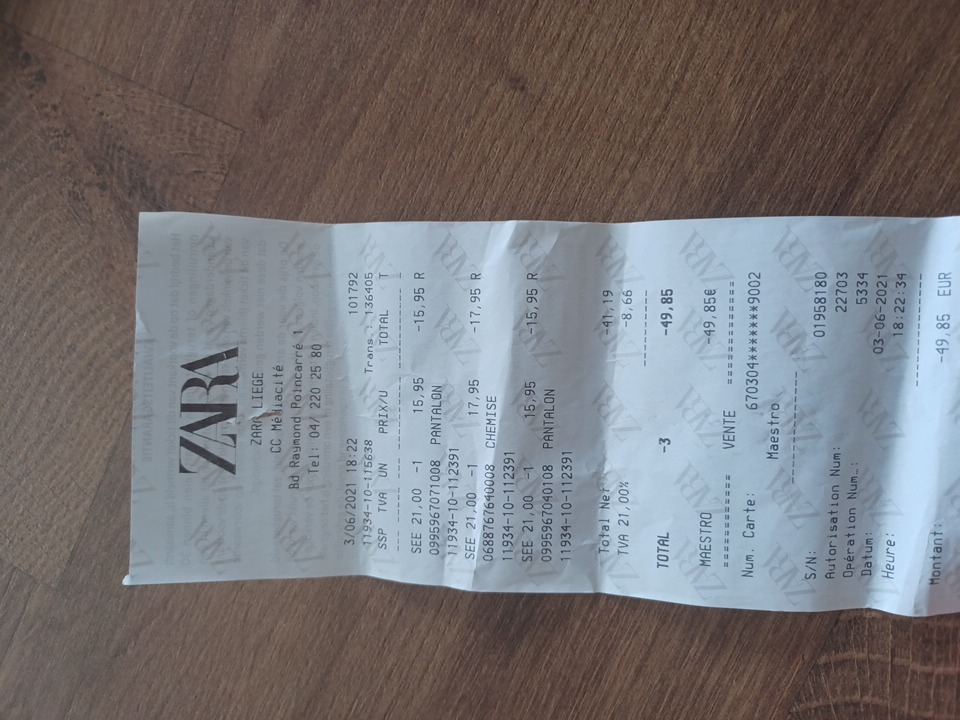 ZARA
ZARA LIEGE
CC Médiacité
Bd Raymond Poincarré 1
Tel: 04/ 220 25 80
3/06/2021 18:22 101792
11934-10-115638 Trans.: 136405
SSP TVA UN PRIX/U TOTAL T
SEE 21,00 -1 15,95 -15,95 R
0995967071008 PANTALON
11934-10-112391
SEE 21,00 -1 17,95 -17,95 R
0688767640008 CHEMISE
11934-10-112391
SEE 21,00 -1 15,95 -15,95 R
0995967040108 PANTALON
11934-10-112391
Total Net -41,19
TVA 21,00% -8,66
TOTAL -3 -49,85
MAESTRO -49,85€
=========== VENTE ============
Num. Carte: 670304*******9002
Maestro
S/N: 01958180
Autorisation Num: 22703
Opération Num.: 5334
Datum: 03-06-2021
Heure: 18:22:34
Montant: -49,85 EUR